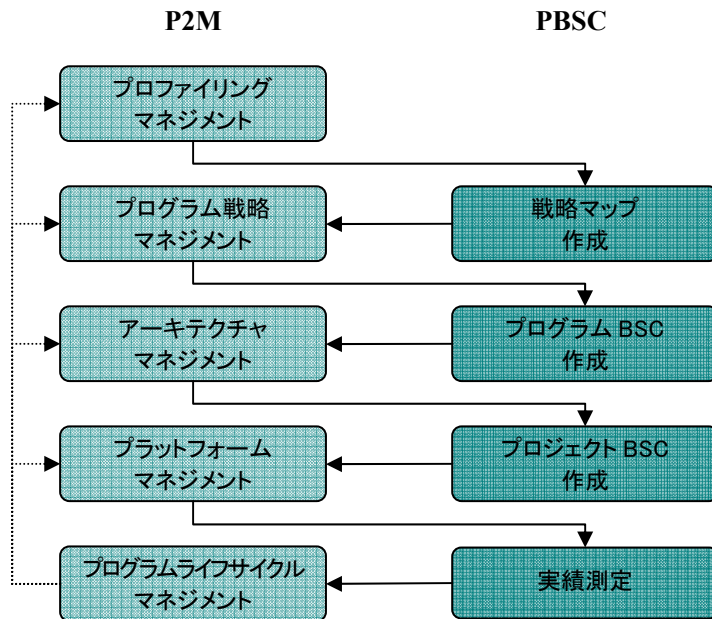 P2M
PBSC
プロファイリング
マネジメント
プログラム戦略
マネジメント
戦略マップ
作成
アーキテクチャ
マネジメント
プログラム BSC
作成
プラットフォーム
マネジメント
プロジェクト BSC
作成
プログラムライフサイクル
マネジメント
実績測定